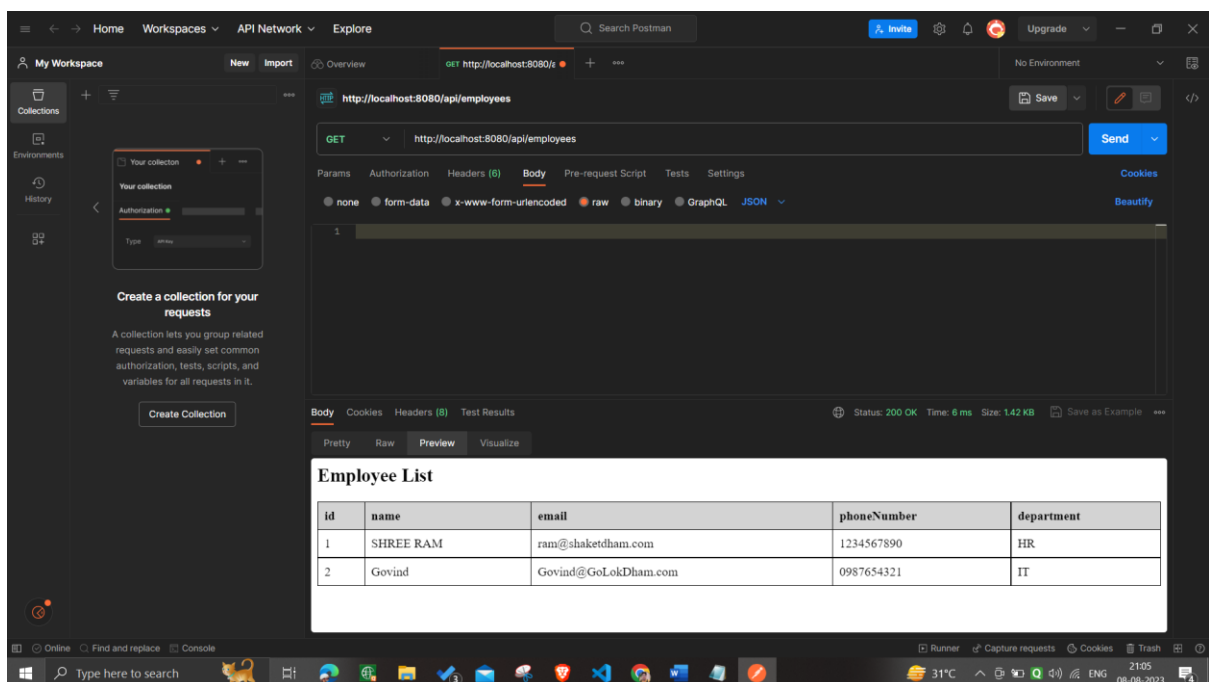 Home Workspaces API Network Explore Search Postman Invite Upgrade
My Workspace New Import Overview GET http://localhost:8080/e No Environment
Collections
Environments
History
Your collecton
Your collection
Authorization
Type API Key
Create a collection for your
requests
A collection lets you group related
requests and easily set common
authorization, tests, scripts, and
variables for all requests in it.
Create Collection
HTTP http://localhost:8080/api/employees Save
GET http://localhost:8080/api/employees Send
Params Authorization Headers (6) Body Pre-request Script Tests Settings Cookies
none form-data x-www-form-urlencoded raw binary GraphQL JSON Beautify
1
Body Cookies Headers (8) Test Results Status: 200 OK Time: 6 ms Size: 1.42 KB Save as Example
Pretty Raw Preview Visualize
Employee List
id name email phoneNumber department
1 SHREE RAM ram@shaketdham.com 1234567890 HR
2 Govind Govind@GoLokDham.com 0987654321 IT
Online Find and replace Console Runner Capture requests Cookies Trash
Type here to search 31°C ENG 21:05
08-08-2023